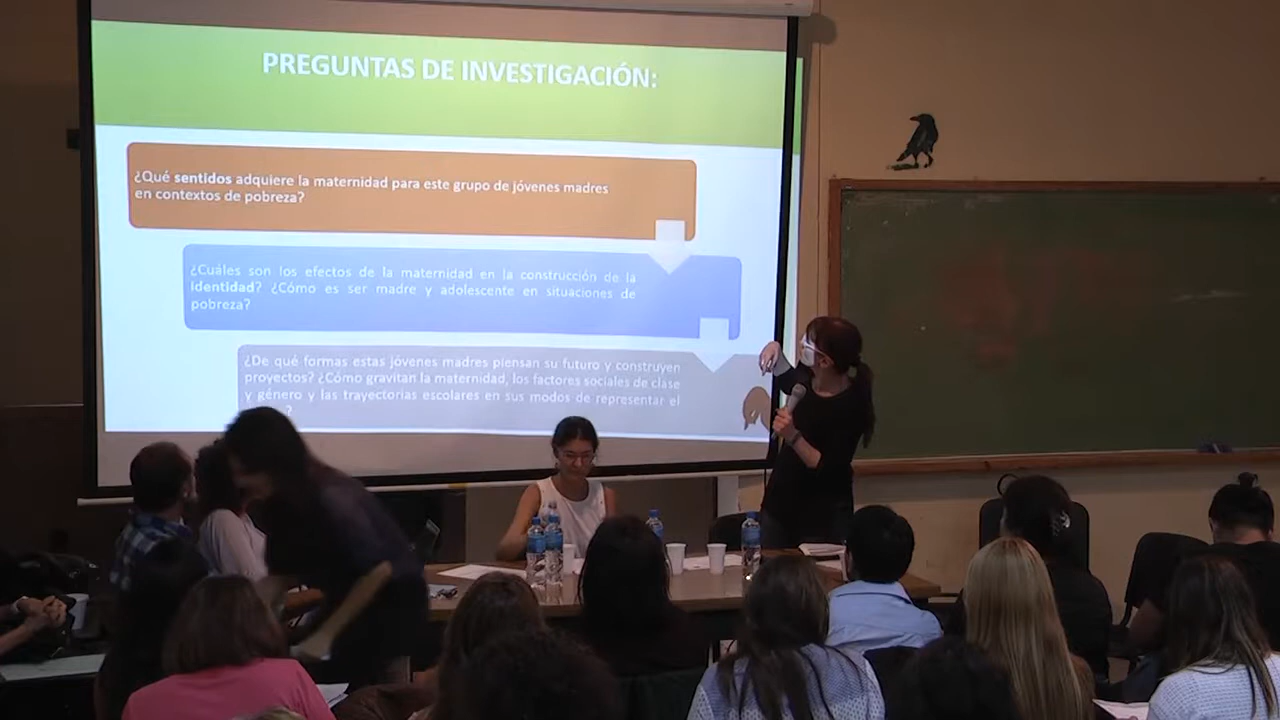 PREGUNTAS DE INVESTIGACIÓN:
¿Qué sentidos adquiere la maternidad para este grupo de jóvenes madres
en contextos de pobreza?
¿Cuáles son los efectos de la maternidad en la construcción de la
identidad? ¿Cómo es ser madre y adolescente en situaciones de
pobreza?
¿De qué formas estas jóvenes madres piensan su futuro y construyen
proyectos? ¿Cómo gravitan la maternidad, los factores sociales de clase
y género y las trayectorias escolares en sus modos de representar el
?